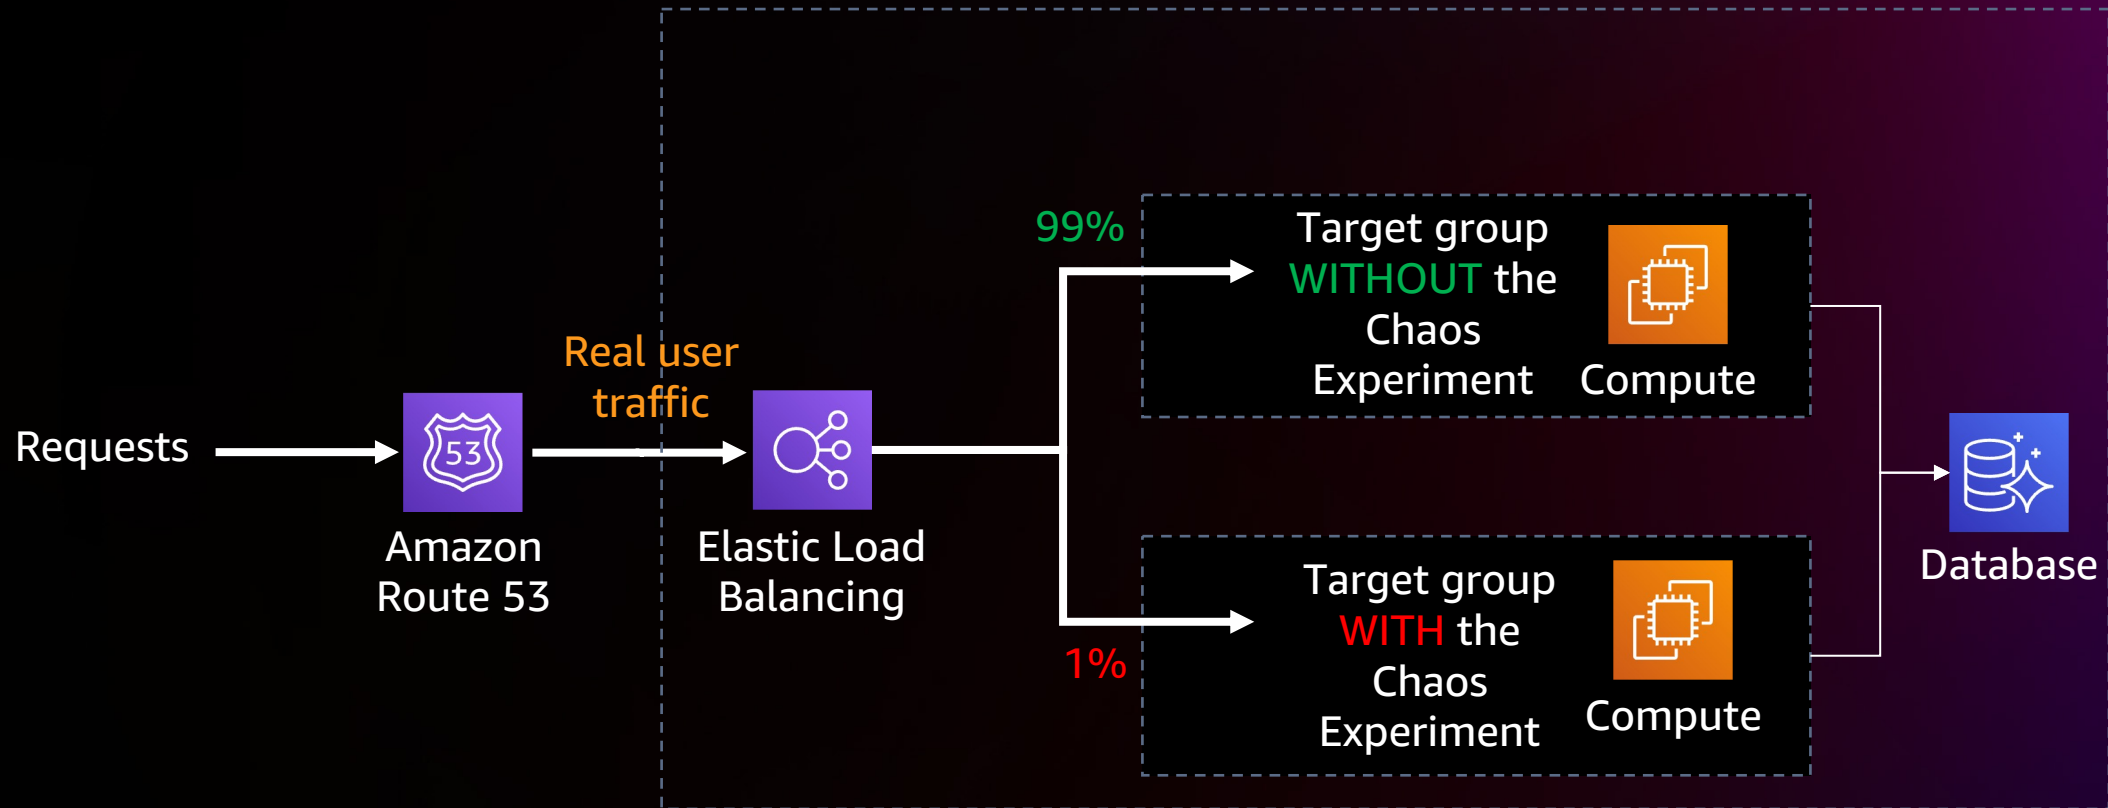 Requests
53
Amazon
Route 53
Real user
traffic
Elastic Load
Balancing
99%
Target group
WITHOUT the
Chaos
Experiment
Compute
1%
Target group
WITH the
Chaos
Experiment
Compute
Database